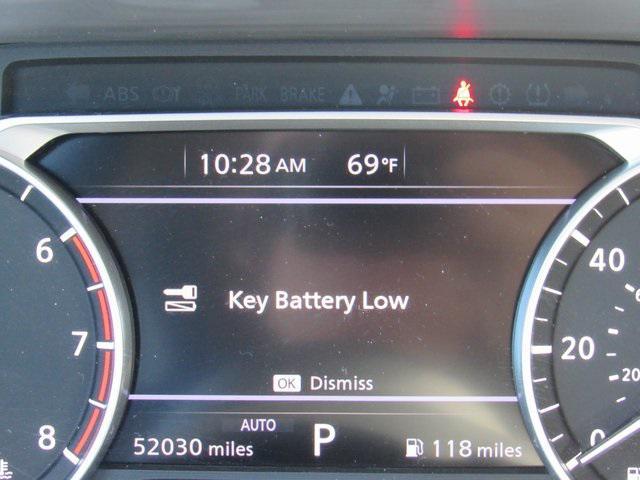 ABS PARK BRAKE
10:28 AM 69°F
6 Key Battery Low 40
7 20
20
OK Dismiss
8 AUTO 0
52030 miles P 118 miles